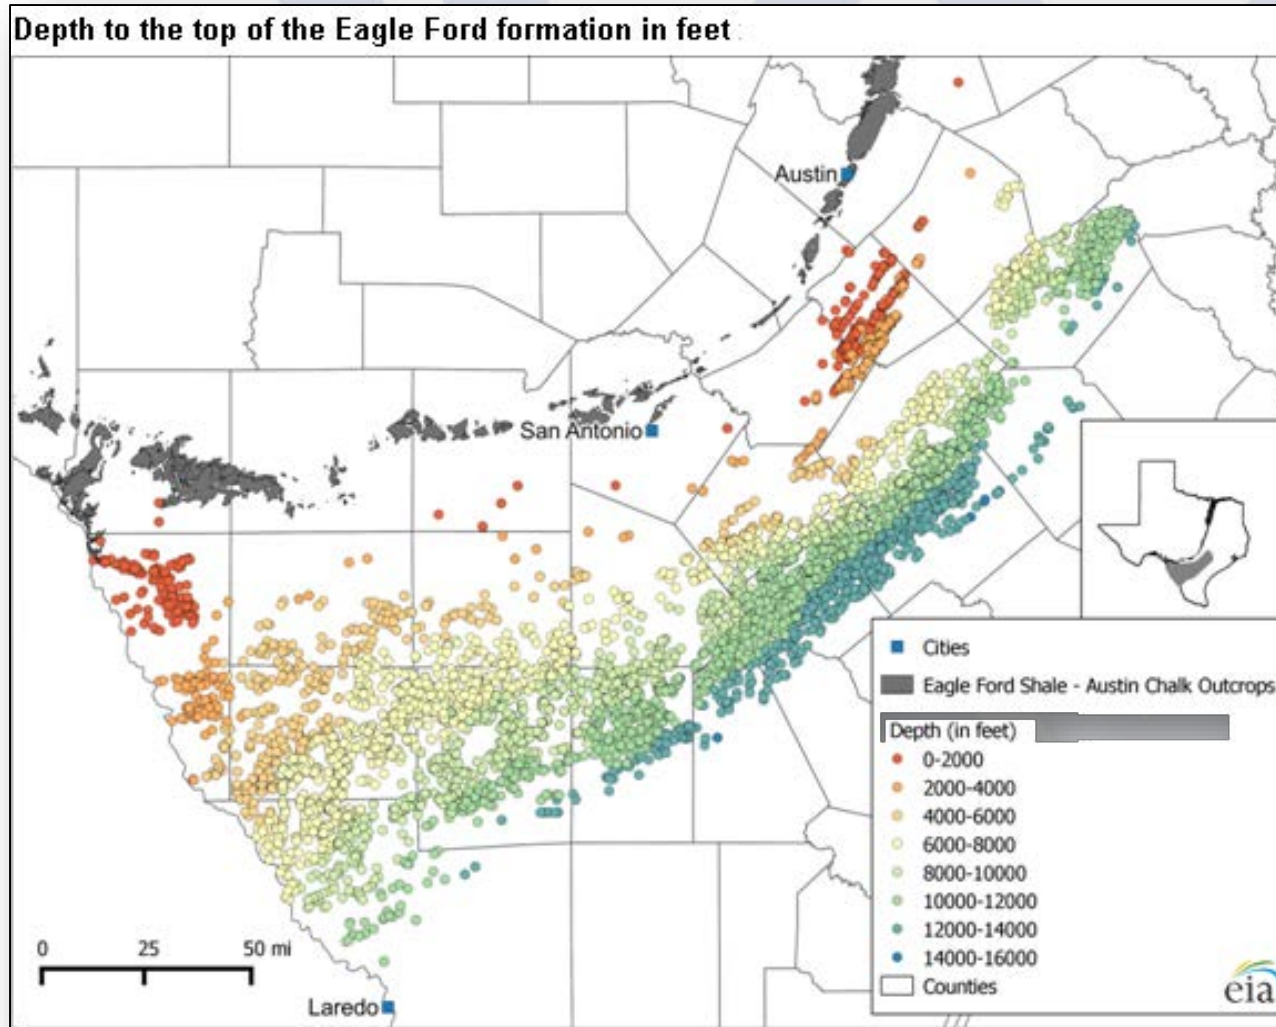 Depth to the top of the Eagle Ford formation in feet
Austin
San Antonio
Cities
Eagle Ford Shale - Austin Chalk Outcrops
Depth (in feet)
0-2000
2000-4000
4000-6000
6000-8000
8000-10000
10000-12000
12000-14000
14000-16000
Counties
0 25 50 mi
Laredo
eia